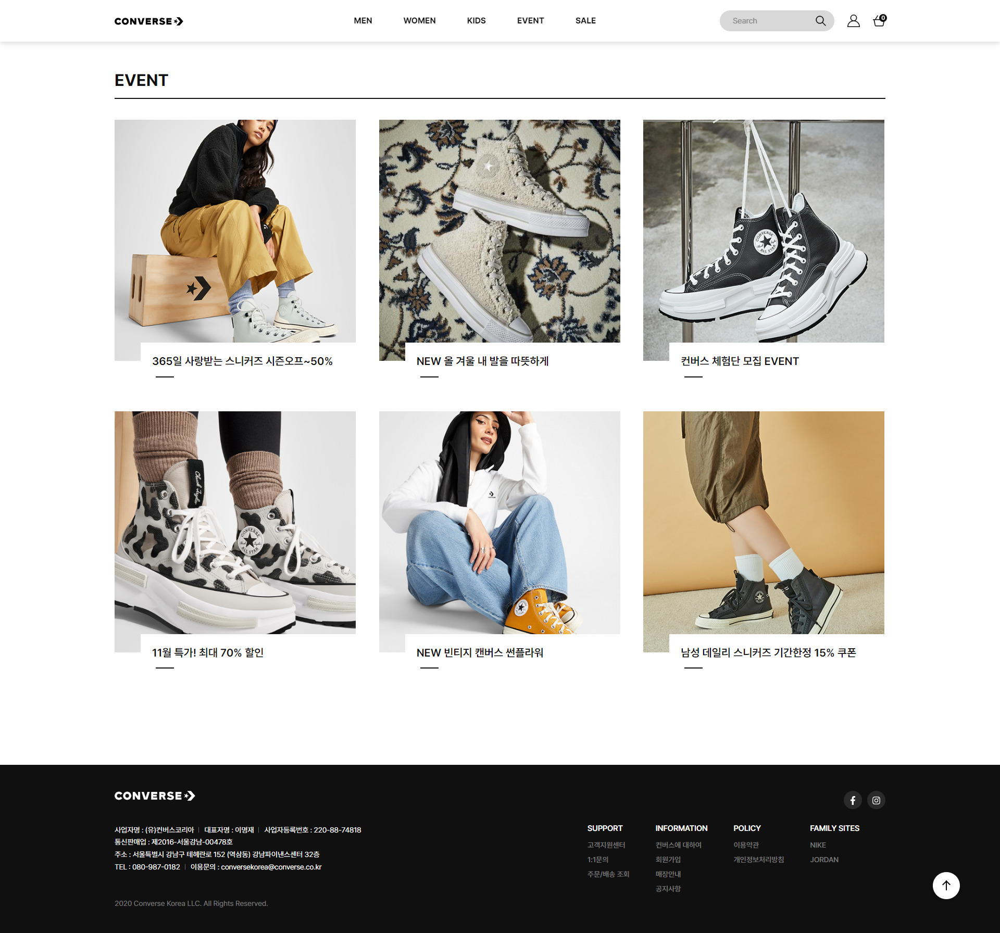 CONVERSE
MEN WOMEN KIDS EVENT SALE
Search
0
EVENT
CONVERSE
ALL STAR
365일 사랑받는 스니커즈 시즌오프~50%
NEW 올 겨울 내 발을 따뜻하게
컨버스 체험단 모집 EVENT
Chuck Taylor
CONVERSE
ALL STAR
11월 특가! 최대 70% 할인
NEW 빈티지 캔버스 썬플라워
남성 데일리 스니커즈 기간한정 15% 쿠폰
CONVERSE
사업자명 : (유)컨버스코리아 | 대표자명 : 이명재 | 사업자등록번호 : 220-88-74818
통신판매업 : 제2016-서울강남-00478호
주소 : 서울특별시 강남구 테헤란로 152 (역삼동) 강남파이낸스센터 32층
TEL : 080-987-0182 | 이용문의 : conversekorea@converse.co.kr
2020 Converse Korea LLC. All Rights Reserved.
SUPPORT
고객지원센터
1:1문의
주문/배송 조회
INFORMATION
컨버스에 대하여
회원가입
매장안내
공지사항
POLICY
이용약관
개인정보처리방침
FAMILY SITES
NIKE
JORDAN